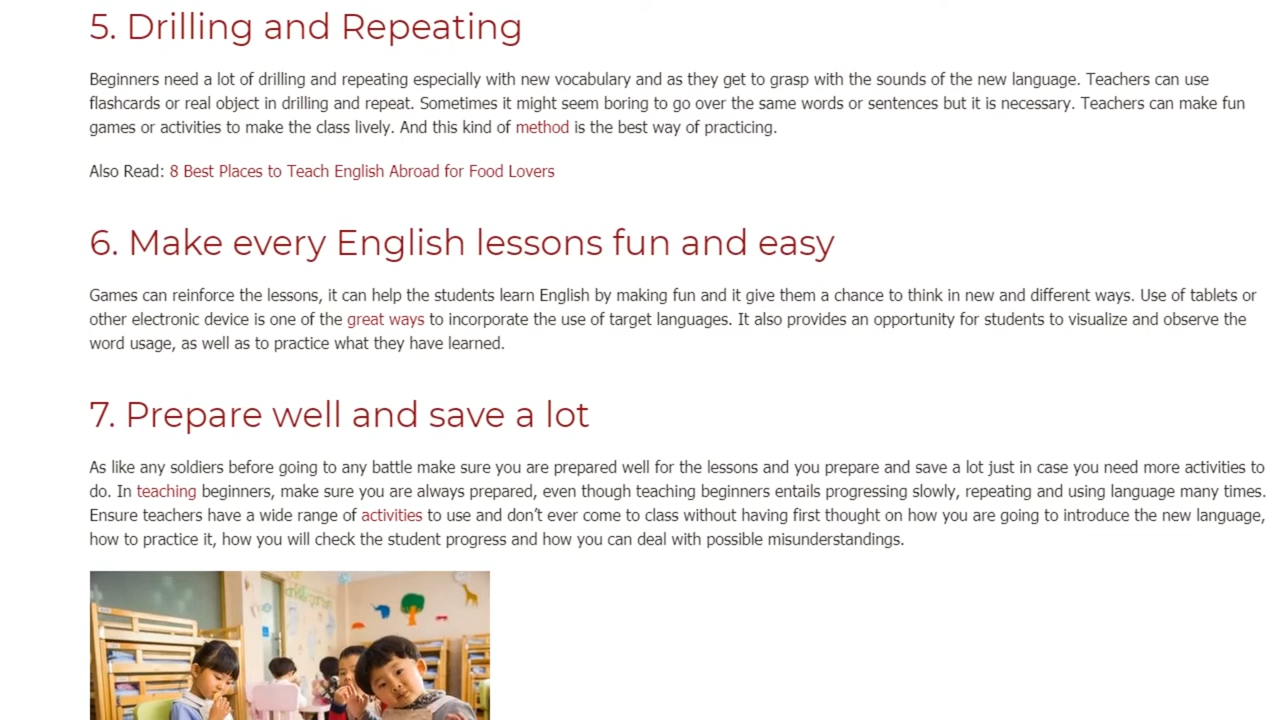 5. Drilling and Repeating
Beginners need a lot of drilling and repeating especially with new vocabulary and as they get to grasp with the sounds of the new language. Teachers can use
flashcards or real object in drilling and repeat. Sometimes it might seem boring to go over the same words or sentences but it is necessary. Teachers can make fun
games or activities to make the class lively. And this kind of method is the best way of practicing.
Also Read: 8 Best Places to Teach English Abroad for Food Lovers
6. Make every English lessons fun and easy
Games can reinforce the lessons, it can help the students learn English by making fun and it give them a chance to think in new and different ways. Use of tablets or
other electronic device is one of the great ways to incorporate the use of target languages. It also provides an opportunity for students to visualize and observe the
word usage, as well as to practice what they have learned.
7. Prepare well and save a lot
As like any soldiers before going to any battle make sure you are prepared well for the lessons and you prepare and save a lot just in case you need more activities to
do. In teaching beginners, make sure you are always prepared, even though teaching beginners entails progressing slowly, repeating and using language many times.
Ensure teachers have a wide range of activities to use and don’t ever come to class without having first thought on how you are going to introduce the new language,
how to practice it, how you will check the student progress and how you can deal with possible misunderstandings.